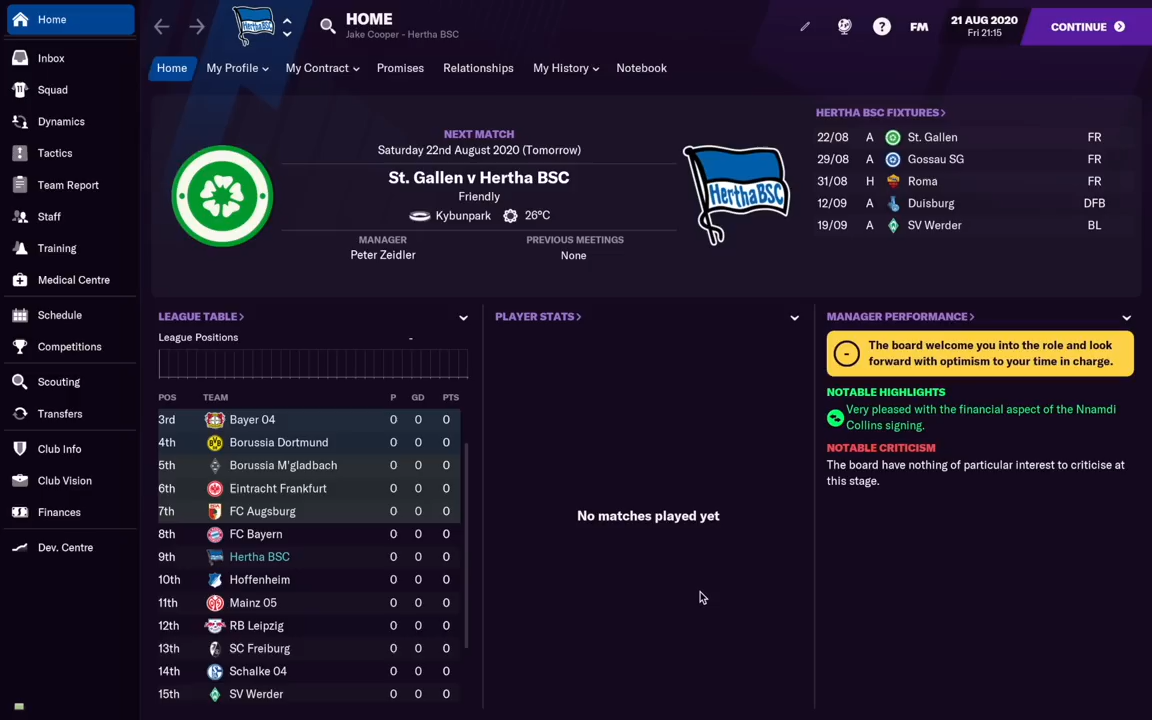 Home
Inbox
Squad
11
Dynamics
Tactics
Team Report
Staff
Training
Medical Centre
Schedule
Competitions
Scouting
Transfers
Club Info
Club Vision
Finances
Dev. Centre
Hertha BSC
HOME
Jake Cooper - Hertha BSC
?
FM
21 AUG 2020
Fri 21:15
CONTINUE
Home
My Profile
My Contract
Promises
Relationships
My History
Notebook
NEXT MATCH
Saturday 22nd August 2020 (Tomorrow)
St. Gallen v Hertha BSC
Friendly
Kybunpark 26°C
MANAGER
Peter Zeidler
PREVIOUS MEETINGS
None
Hertha BSC
HERTHA BSC FIXTURES>
22/08 A St. Gallen FR
29/08 A Gossau SG FR
31/08 H Roma FR
12/09 A Duisburg DFB
19/09 A SV Werder BL
LEAGUE TABLE>
League Positions -
POS TEAM P GD PTS
3rd Bayer 04 0 0 0
4th Borussia Dortmund 0 0 0
5th Borussia M'gladbach 0 0 0
6th Eintracht Frankfurt 0 0 0
7th FC Augsburg 0 0 0
8th FC Bayern 0 0 0
9th Hertha BSC 0 0 0
10th Hoffenheim 0 0 0
11th Mainz 05 0 0 0
12th RB Leipzig 0 0 0
13th SC Freiburg 0 0 0
14th Schalke 04 0 0 0
15th SV Werder 0 0 0
PLAYER STATS>
No matches played yet
MANAGER PERFORMANCE>
The board welcome you into the role and look
forward with optimism to your time in charge.
NOTABLE HIGHLIGHTS
Very pleased with the financial aspect of the Nnamdi
Collins signing.
NOTABLE CRITICISM
The board have nothing of particular interest to criticise at
this stage.